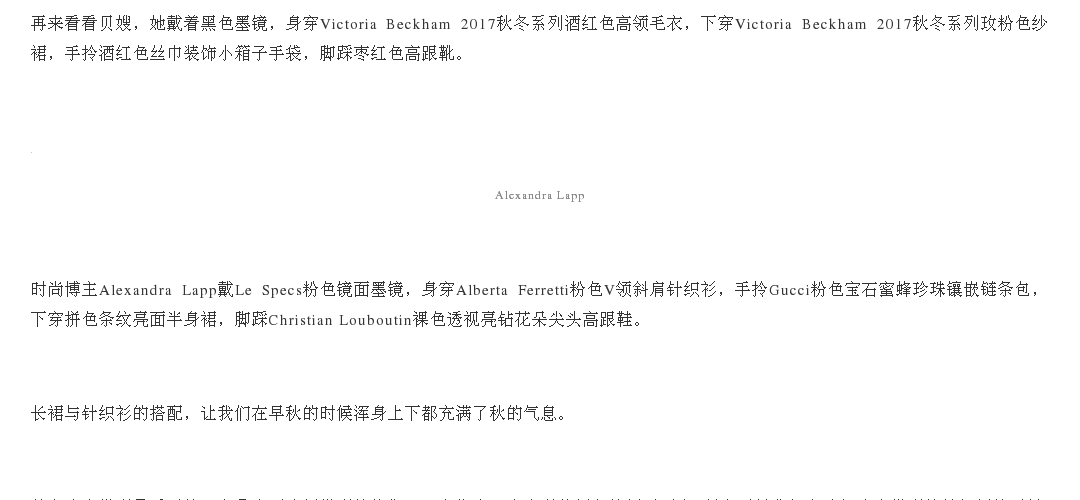 再来看看贝嫂，她戴着黑色墨镜，身穿Victoria Beckham 2017秋冬系列酒红色高领毛衣，下穿Victoria Beckham 2017秋冬系列玫粉色纱
裙，手拎酒红色丝巾装饰小箱子手袋，脚踩枣红色高跟靴。
Alexandra Lapp
时尚博主Alexandra Lapp戴Le Specs粉色镜面墨镜，身穿Alberta Ferretti粉色V领斜肩针织衫，手拎Gucci粉色宝石蜜蜂珍珠镶嵌链条包，
下穿拼色条纹亮面半身裙，脚踩Christian Louboutin裸色透视亮钻花朵尖头高跟鞋。
长裙与针织衫的搭配，让我们在早秋的时候浑身上下都充满了秋的气息。